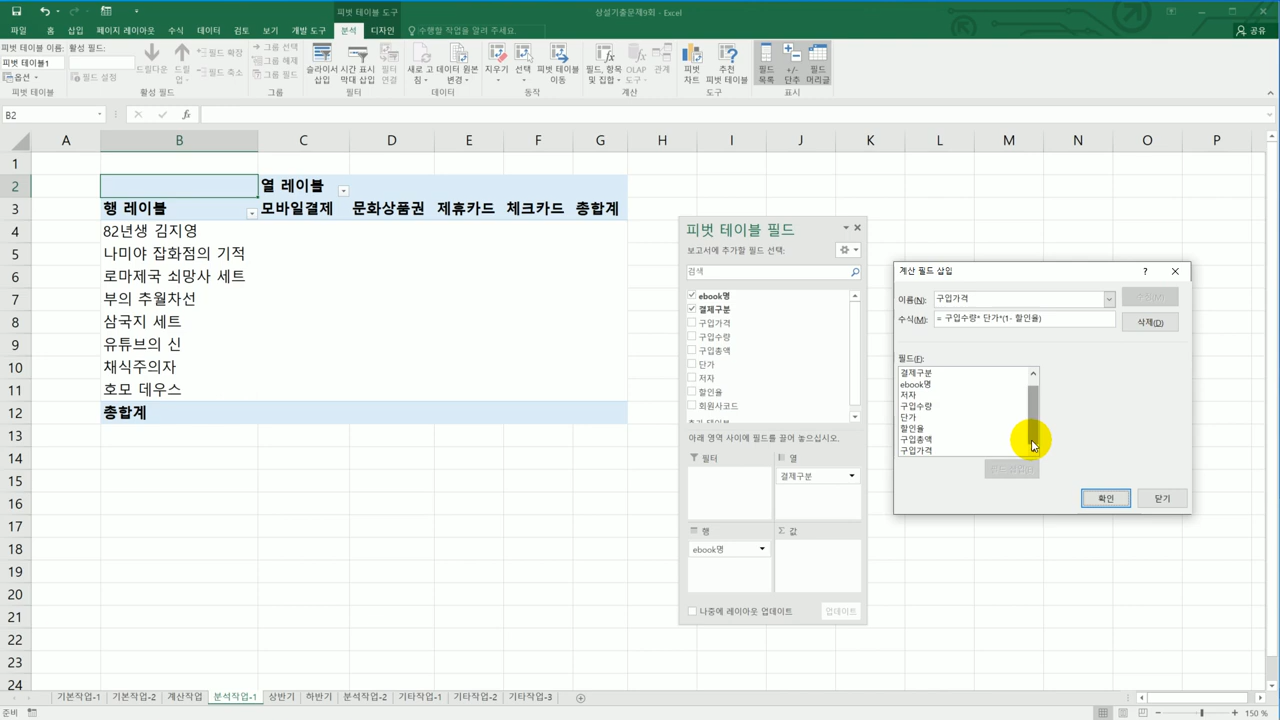 피벗 테이블 도구
상설기출문제9회 - Excel
파일 홈 삽입 페이지 레이아웃 수식 데이터 검토 보기 개발 도구 분석 디자인 수행할 작업을 알려 주세요. 공유
피벗 테이블 이름: 활성 필드:
피벗 테이블1
옵션
필드 설정
드릴다운 드릴업
필드 확장
필드 축소
그룹 선택
그룹 해제
그룹 필드
슬라이서 삽입
시간 표시 막대 삽입
필터 연결
새로 고침
데이터 원본 변경
지우기
선택
피벗 테이블 이동
필드, 항목 및 집합
OLAP 도구
관계
피벗 차트
추천 피벗 테이블
필드 목록
+/- 단추
필드 머리글
피벗 테이블 활성 필드 그룹 필터 데이터 동작 계산 도구 표시
B2
fx
A B C D E F G H I J K L M N O P
1
2 열 레이블
3 행 레이블 모바일결제 문화상품권 제휴카드 체크카드 총합계
4 82년생 김지영
5 나미야 잡화점의 기적
6 로마제국 쇠망사 세트
7 부의 추월차선
8 삼국지 세트
9 유튜브의 신
10 채식주의자
11 호모 데우스
12 총합계
13
14
15
16
17
18
19
20
21
22
23
24
피벗 테이블 필드
보고서에 추가할 필드 선택:
검색
ebook명
결제구분
구입가격
구입수량
구입총액
단가
저자
할인율
회원사코드
아래 영역 사이에 필드를 끌어 놓으십시오.
필터 열
결제구분
행 Σ 값
ebook명
나중에 레이아웃 업데이트 업데이트
계산 필드 삽입 ?
이름(N): 구입가격
수식(M): = 구입수량* 단가*(1- 할인율)
삭제(D)
필드(F):
결제구분
ebook명
저자
구입수량
단가
할인율
구입총액
구입가격
확인 닫기
기본작업-1 기본작업-2 계산작업 분석작업-1 상반기 하반기 분석작업-2 기타작업-1 기타작업-2 기타작업-3
준비
150 %